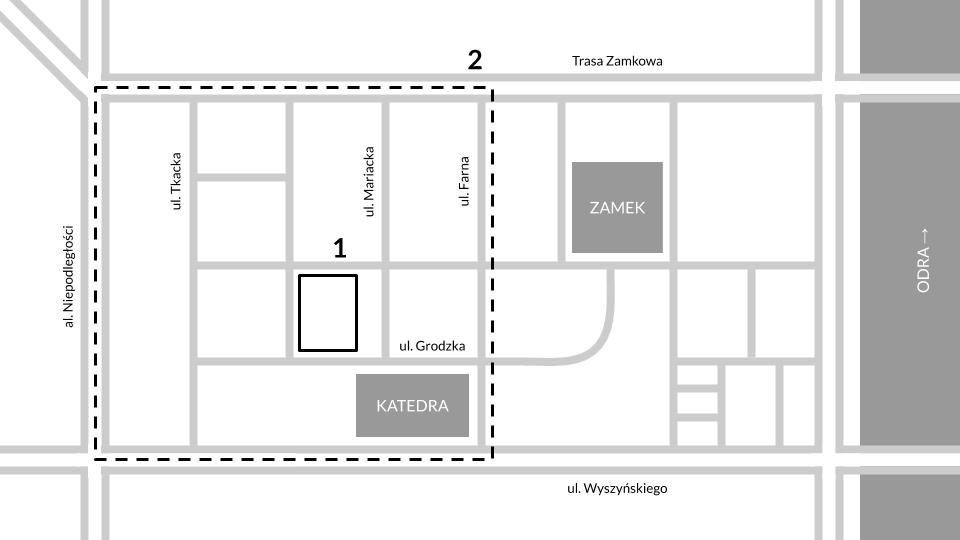 2
Trasa Zamkowa
ul. Tkacka
ul. Mariacka
ul. Farna
ZAMEK
al. Niepodległości
1
ODRA →
ul. Grodzka
KATEDRA
ul. Wyszyńskiego